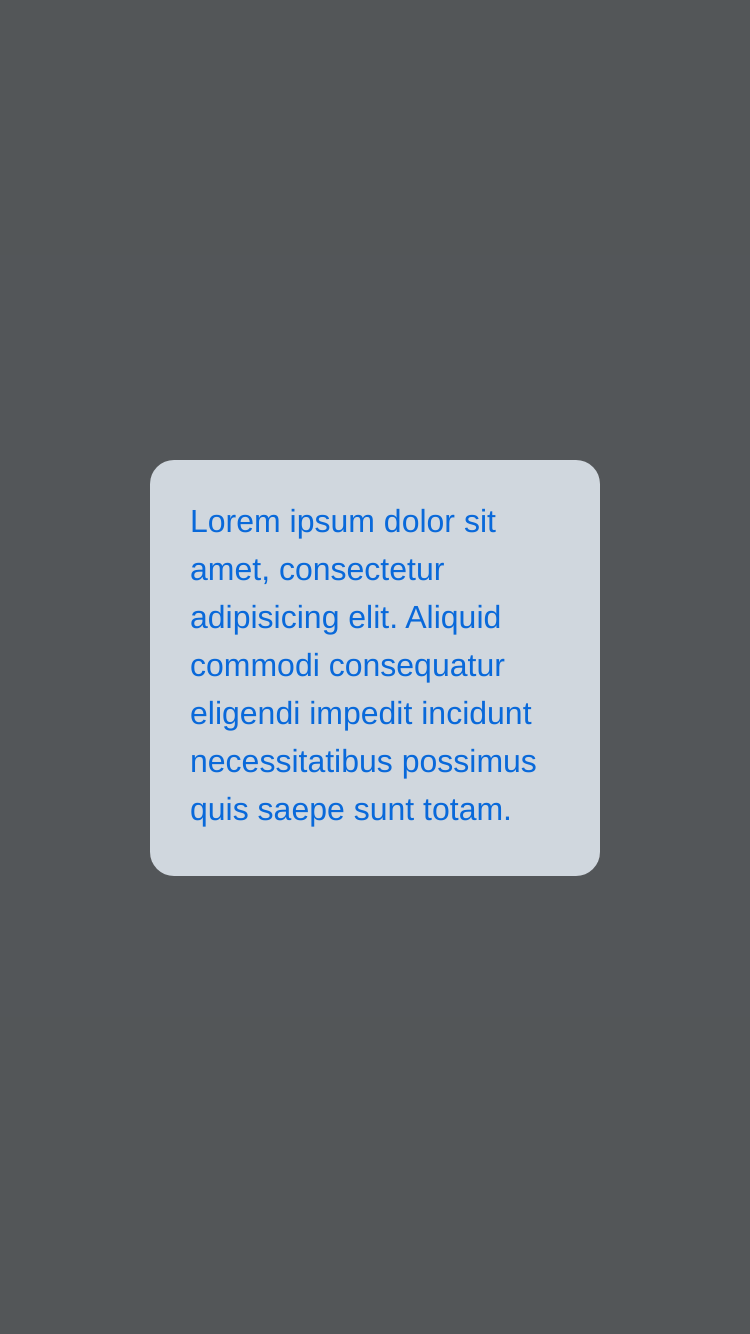 Lorem ipsum dolor sit
amet, consectetur
adipisicing elit. Aliquid
commodi consequatur
eligendi impedit incidunt
necessitatibus possimus
quis saepe sunt totam.